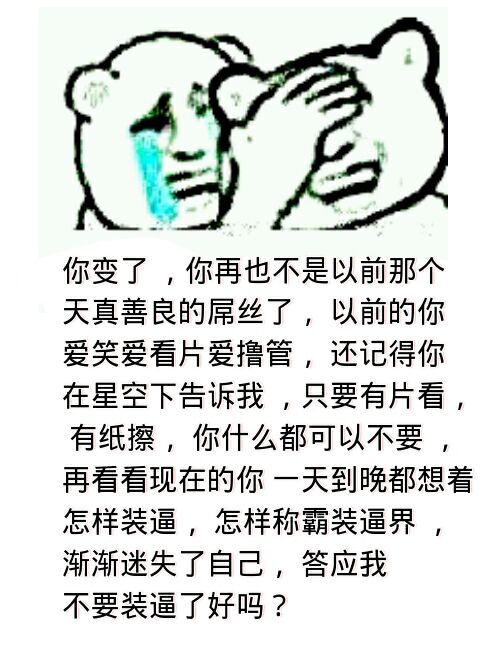 你变了 ，你再也不是以前那个
天真善良的屌丝了 ，以前的你
爱笑爱看片爱撸管 ，还记得你
在星空下告诉我 ，只要有片看 ，
有纸擦 ，你什么都可以不要 ，
再看看现在的你 一天到晚都想着
怎样装逼 ，怎样称霸装逼界 ，
渐渐迷失了自己 ，答应我
不要装逼了好吗？